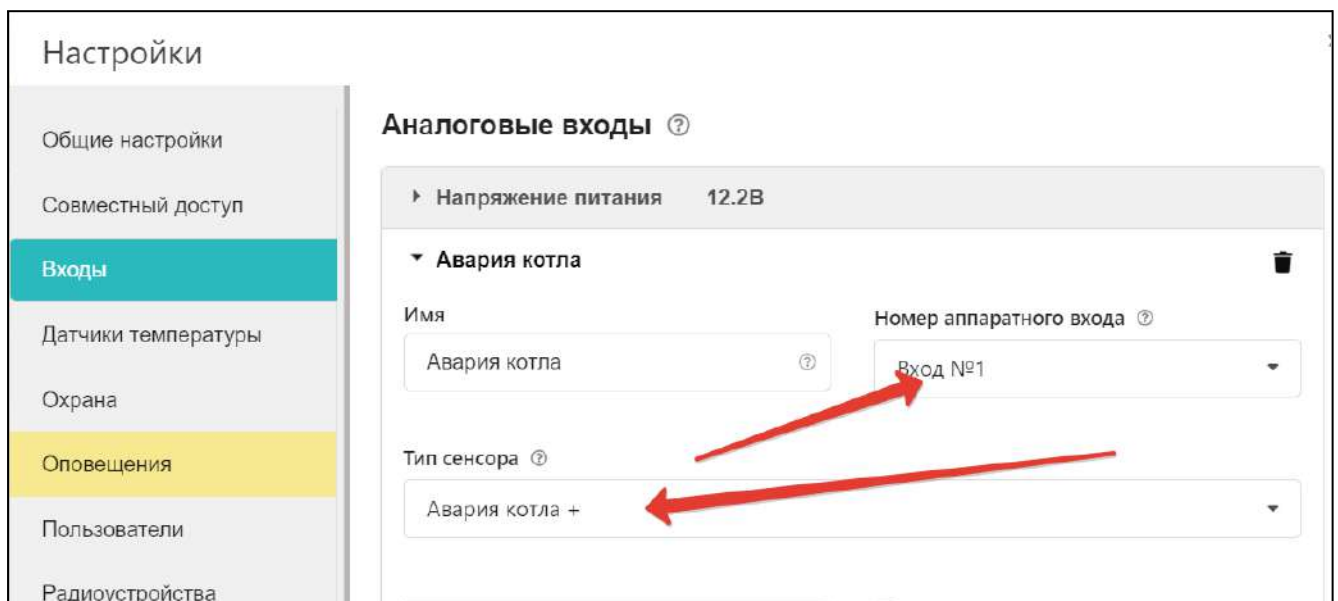 Настройки
Общие настройки
Совместный доступ
Входы
Датчики температуры
Охрана
Оповещения
Пользователи
Радиоустройства
Аналоговые входы ?
Напряжение питания 12.2В
Авария котла
Имя
Авария котла ?
Номер аппаратного входа ?
Вход №1
Тип сенсора ?
Авария котла +